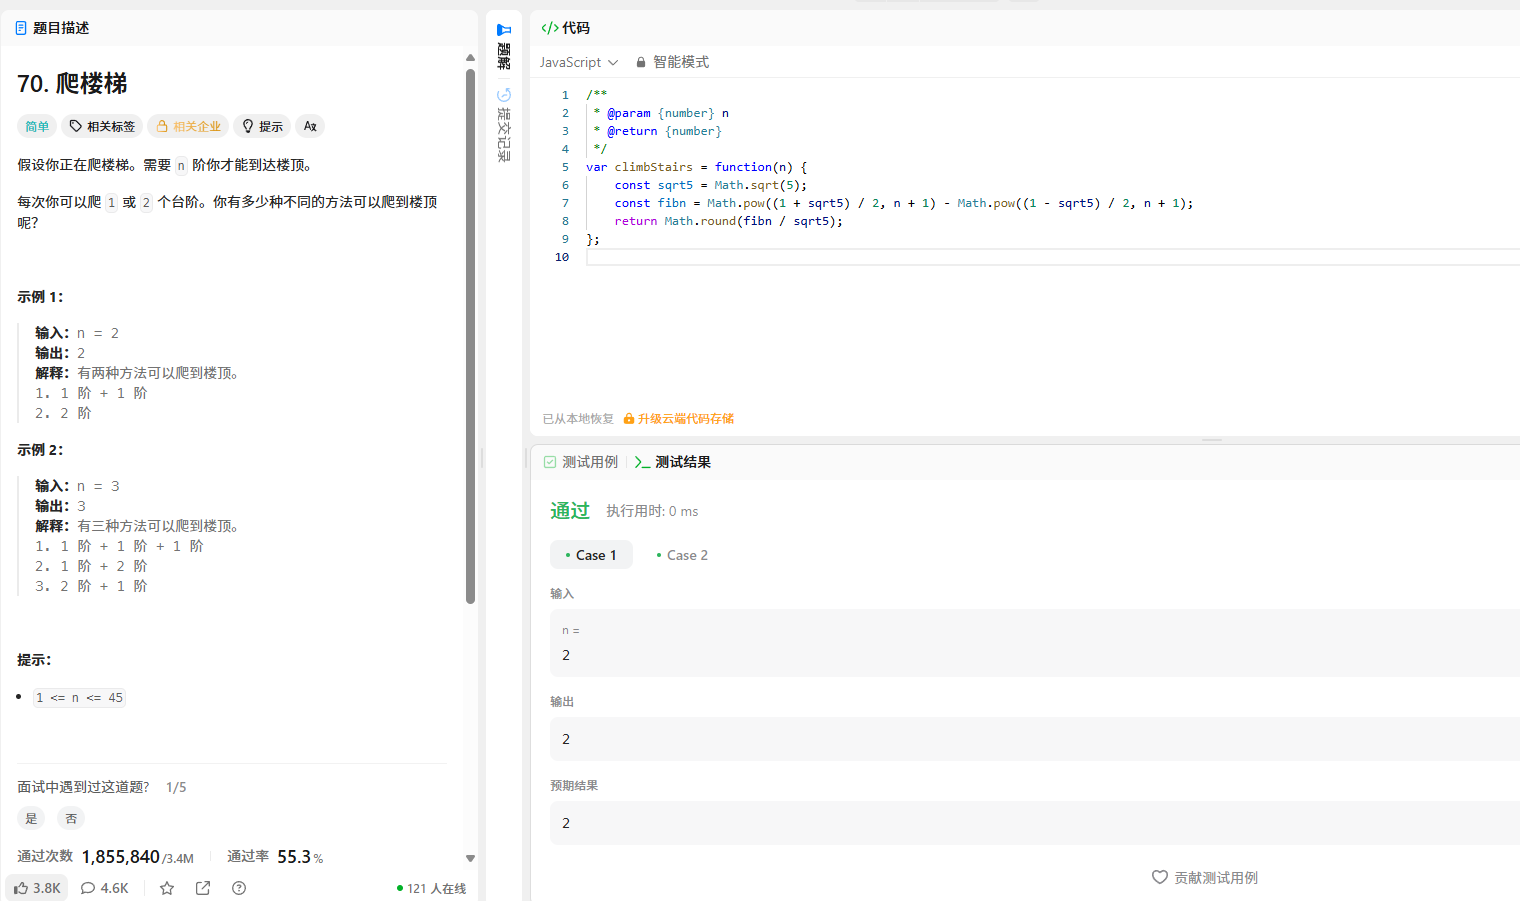 题目描述
70. 爬楼梯
简单 相关标签 相关企业 提示
假设你正在爬楼梯。需要 n 阶你才能到达楼顶。
每次你可以爬 1 或 2 个台阶。你有多少种不同的方法可以爬到楼顶
呢?
示例 1:
输入:n = 2
输出:2
解释:有两种方法可以爬到楼顶。
1. 1 阶 + 1 阶
2. 2 阶
示例 2:
输入:n = 3
输出:3
解释:有三种方法可以爬到楼顶。
1. 1 阶 + 1 阶 + 1 阶
2. 1 阶 + 2 阶
3. 2 阶 + 1 阶
提示:
1 <= n <= 45
面试中遇到过这道题? 1/5
是 否
通过次数 1,855,840/3.4M 通过率 55.3%
3.8K 4.6K 121 人在线
题解
提交记录
</> 代码
JavaScript 智能模式
1 /**
2 * @param {number} n
3 * @return {number}
4 */
5 var climbStairs = function(n) {
6 const sqrt5 = Math.sqrt(5);
7 const fibn = Math.pow((1 + sqrt5) / 2, n + 1) - Math.pow((1 - sqrt5) / 2, n + 1);
8 return Math.round(fibn / sqrt5);
9 };
10
已从本地恢复 升级云端代码存储
测试用例 >_ 测试结果
通过 执行用时: 0 ms
• Case 1 • Case 2
输入
n =
2
输出
2
预期结果
2
贡献测试用例